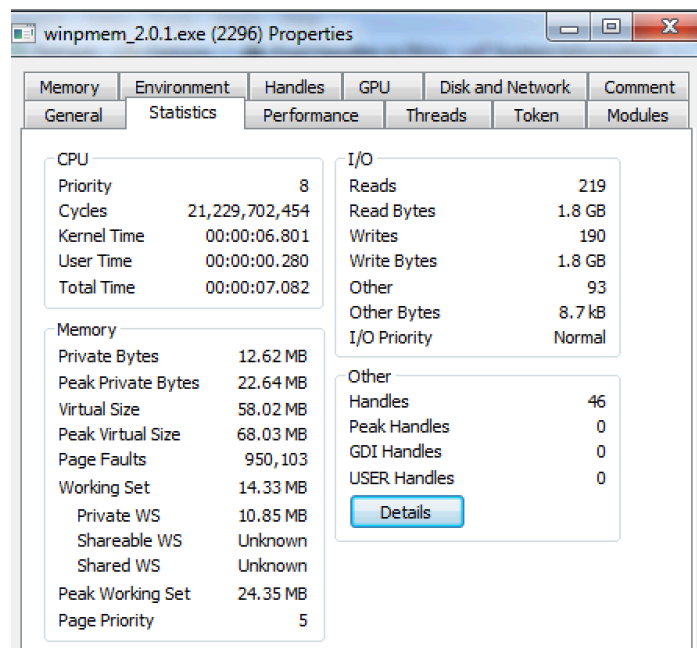 winpmem_2.0.1.exe (2296) Properties
Memory Environment Handles GPU Disk and Network Comment
General Statistics Performance Threads Token Modules
CPU
Priority 8
Cycles 21,229,702,454
Kernel Time 00:00:06.801
User Time 00:00:00.280
Total Time 00:00:07.082
Memory
Private Bytes 12.62 MB
Peak Private Bytes 22.64 MB
Virtual Size 58.02 MB
Peak Virtual Size 68.03 MB
Page Faults 950,103
Working Set 14.33 MB
Private WS 10.85 MB
Shareable WS Unknown
Shared WS Unknown
Peak Working Set 24.35 MB
Page Priority 5
I/O
Reads 219
Read Bytes 1.8 GB
Writes 190
Write Bytes 1.8 GB
Other 93
Other Bytes 8.7 kB
I/O Priority Normal
Other
Handles 46
Peak Handles 0
GDI Handles 0
USER Handles 0
Details